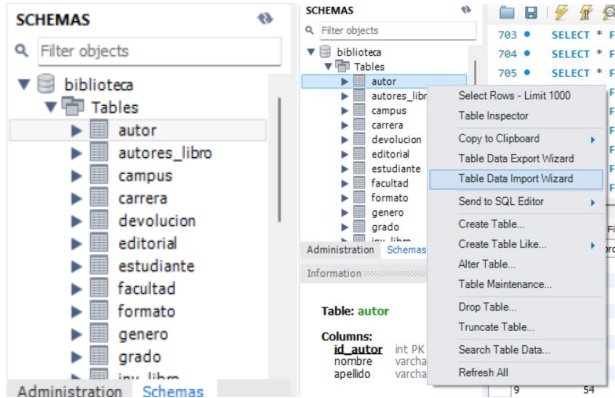 SCHEMAS
Filter objects
biblioteca
Tables
autor
autores_libro
campus
carrera
devolucion
editorial
estudiante
facultad
formato
genero
grado
inv_libro
Administration Schemas
SCHEMAS
Filter objects
biblioteca
Tables
autor
autores_libr
campus
carrera
devolucion
editorial
estudiante
facultad
formato
genero
grado
inv_libro
Administration Schemas
Information
Table: autor
Columns:
id_autor int PK
nombre varcha
apellido varcha
703 SELECT * F
704 SELECT * F
705 SELECT * F
Select Rows - Limit 1000
Table Inspector
Copy to Clipboard
Table Data Export Wizard
Table Data Import Wizard
Send to SQL Editor
Create Table...
Create Table Like...
Alter Table...
Table Maintenance...
Drop Table...
Truncate Table...
Search Table Data...
Refresh All
9 54